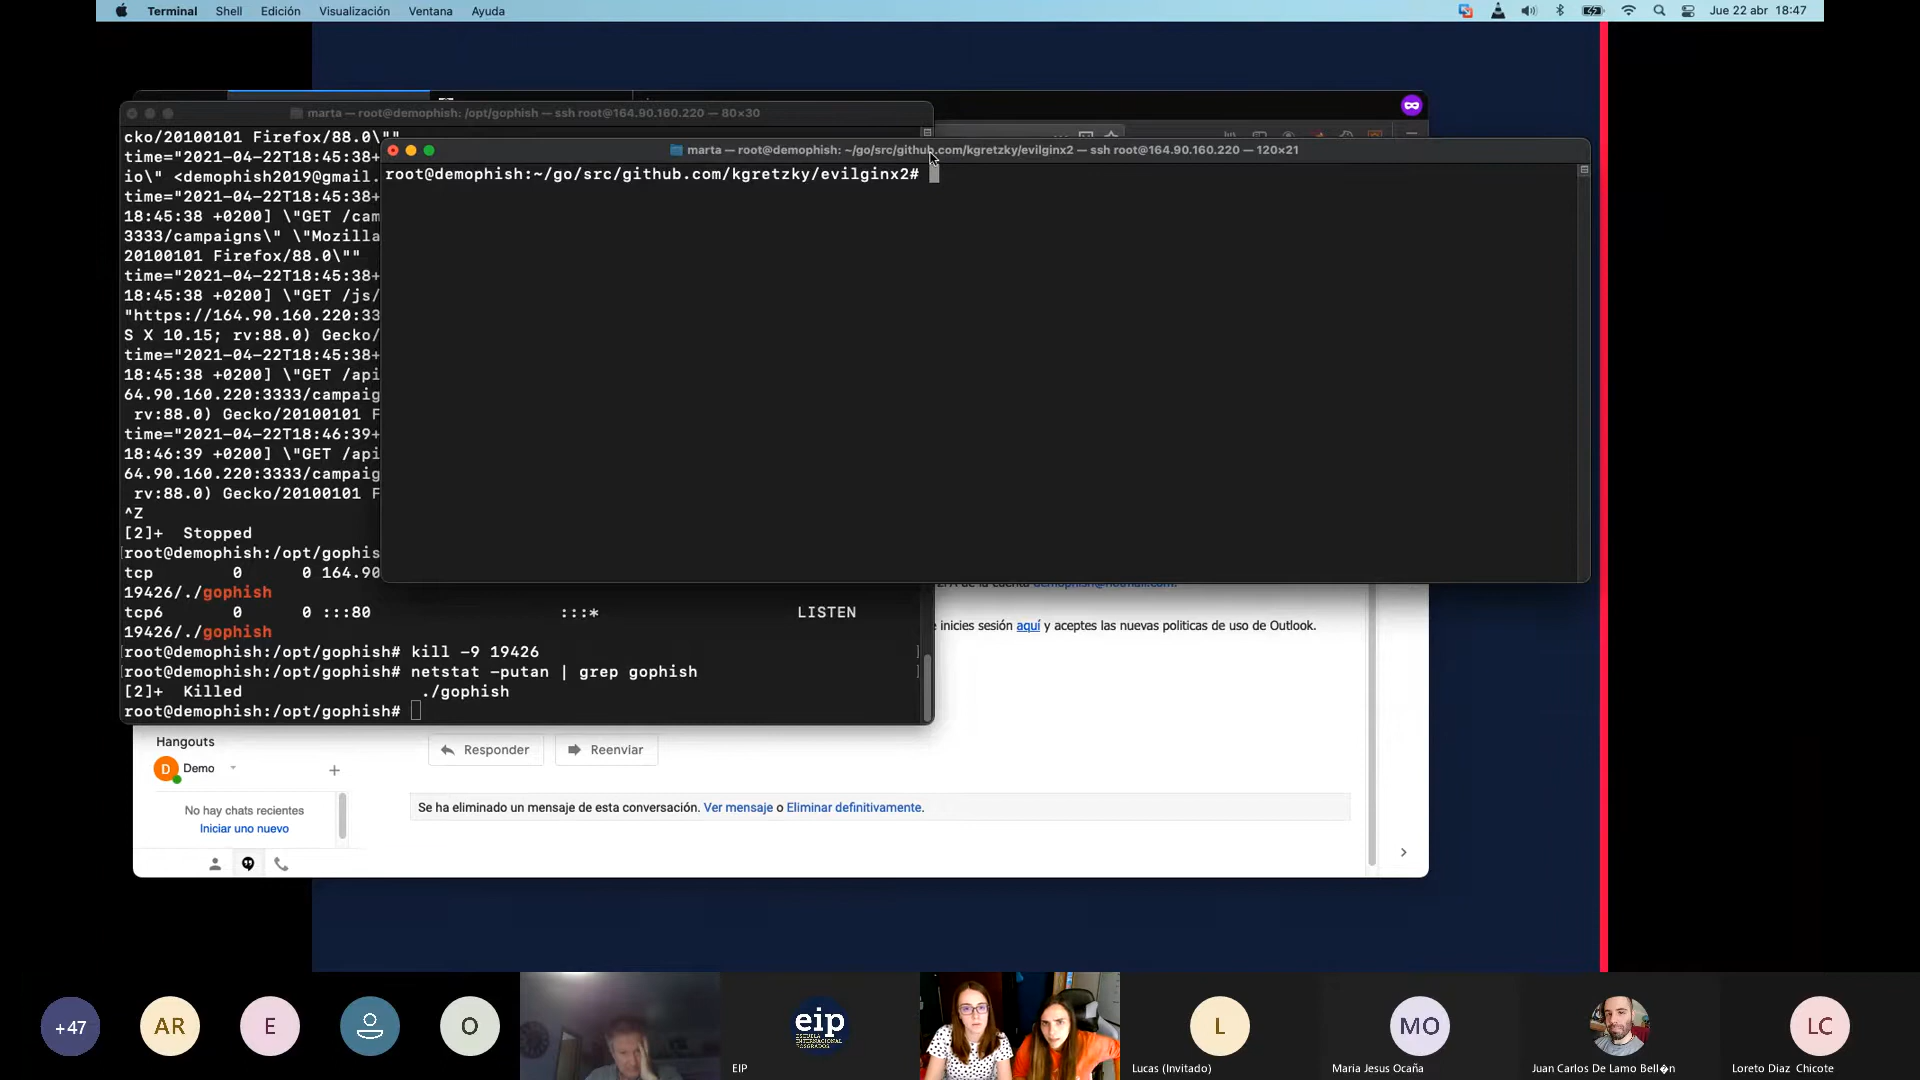 Terminal Shell Edición Visualización Ventana Ayuda Jue 22 abr 18:47
marta — root@demophish: /opt/gophish — ssh root@164.90.160.220 — 80×30
cko/20100101 Firefox/88.0\""
time="2021-04-22T18:45:38+
io\" <demophish2019@gmail.
time="2021-04-22T18:45:38+
18:45:38 +0200] \"GET /cam
3333/campaigns\" \"Mozilla
20100101 Firefox/88.0\""
time="2021-04-22T18:45:38+
18:45:38 +0200] \"GET /js/
"https://164.90.160.220:33
S X 10.15; rv:88.0) Gecko/
time="2021-04-22T18:45:38+
18:45:38 +0200] \"GET /api
64.90.160.220:3333/campaig
rv:88.0) Gecko/20100101 F
time="2021-04-22T18:46:39+
18:46:39 +0200] \"GET /api
64.90.160.220:3333/campaig
rv:88.0) Gecko/20100101 F
^Z
[2]+ Stopped
root@demophish:/opt/gophis
tcp 0 0 164.90
19426/./gophish
tcp6 0 0 :::80 :::* LISTEN
19426/./gophish
root@demophish:/opt/gophish# kill -9 19426
root@demophish:/opt/gophish# netstat -putan | grep gophish
[2]+ Killed ./gophish
root@demophish:/opt/gophish#
marta — root@demophish: ~/go/src/github.com/kgretzky/evilginx2 — ssh root@164.90.160.220 — 120×21
root@demophish:~/go/src/github.com/kgretzky/evilginx2#
inicies sesión aquí y aceptes las nuevas politicas de uso de Outlook.
Hangouts
D Demo
No hay chats recientes
Iniciar uno nuevo
Responder Reenviar
Se ha eliminado un mensaje de esta conversación. Ver mensaje o Eliminar definitivamente.
+47 AR E O
eip
ESCUELA
INTERNACIONAL
POSGRADOS
EIP
L
Lucas (Invitado)
MO
Maria Jesus Ocaña
Juan Carlos De Lamo Bell�n
LC
Loreto Diaz Chicote